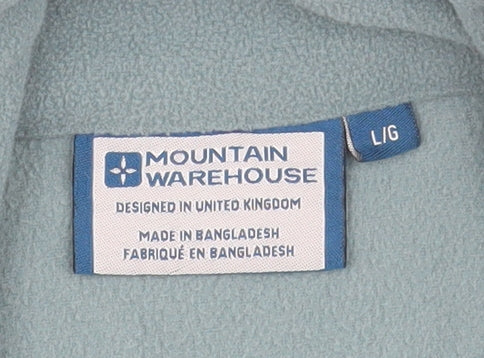 MOUNTAIN
WAREHOUSE
DESIGNED IN UNITED KINGDOM
MADE IN BANGLADESH
FABRIQUÉ EN BANGLADESH
L/G